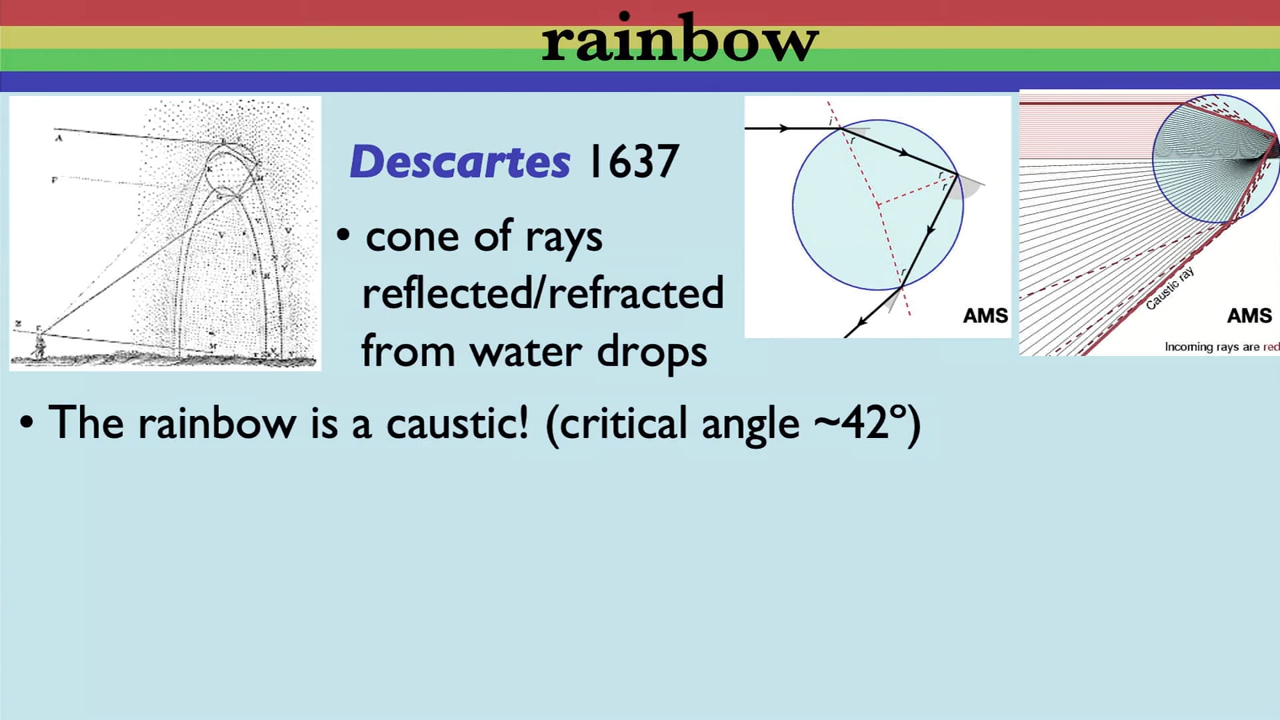 rainbow
Descartes 1637
• cone of rays
reflected/refracted
from water drops
AMS
Caustic ray
AMS
Incoming rays are red
• The rainbow is a caustic! (critical angle ~42º)